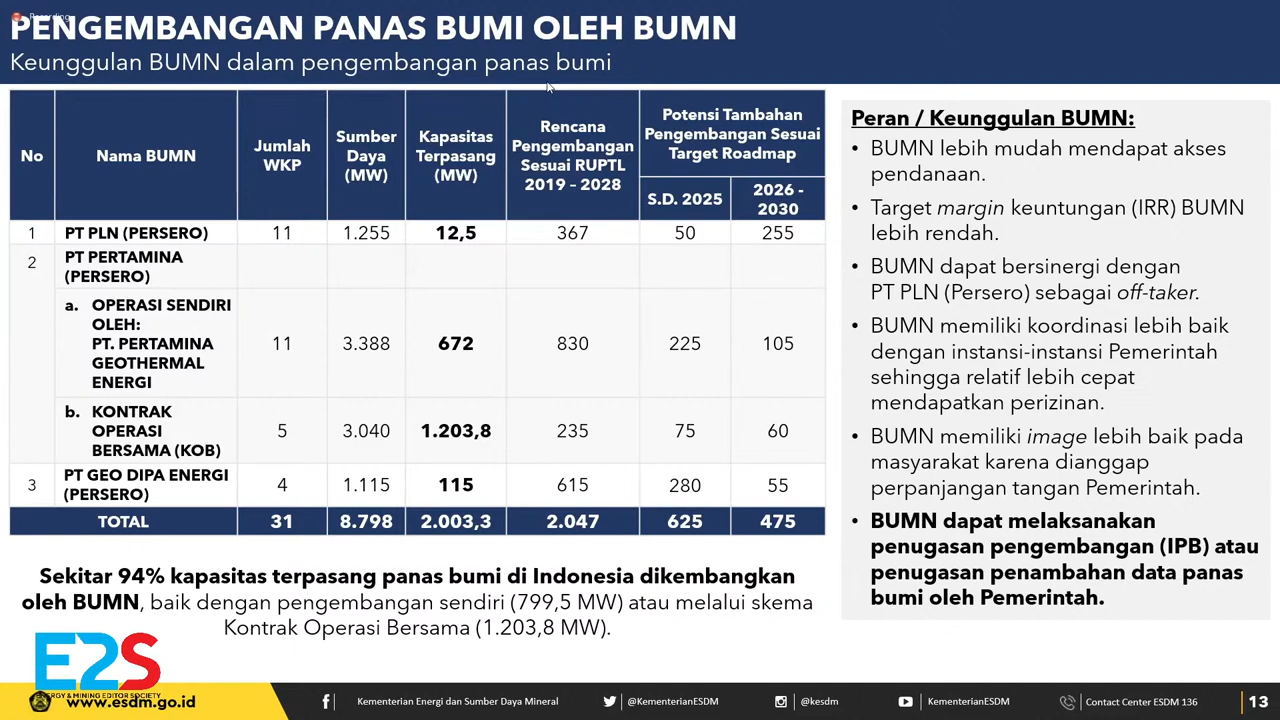 Recording
PENGEMBANGAN PANAS BUMI OLEH BUMN
Keunggulan BUMN dalam pengembangan panas bumi
No
Nama BUMN
Jumlah
WKP
Sumber
Daya
(MW)
Kapasitas
Terpasang
(MW)
Rencana
Pengembangan
Sesuai RUPTL
2019 – 2028
Potensi Tambahan
Pengembangan Sesuai
Target Roadmap
S.D. 2025
2026 -
2030
1 PT PLN (PERSERO) 11 1.255 12,5 367 50 255
2 PT PERTAMINA
(PERSERO)
a. OPERASI SENDIRI
OLEH:
PT. PERTAMINA 11 3.388 672 830 225 105
GEOTHERMAL
ENERGI
b. KONTRAK
OPERASI 5 3.040 1.203,8 235 75 60
BERSAMA (KOB)
3 PT GEO DIPA ENERGI 4 1.115 115 615 280 55
(PERSERO)
TOTAL 31 8.798 2.003,3 2.047 625 475
Sekitar 94% kapasitas terpasang panas bumi di Indonesia dikembangkan
oleh BUMN, baik dengan pengembangan sendiri (799,5 MW) atau melalui skema
Kontrak Operasi Bersama (1.203,8 MW).
Peran / Keunggulan BUMN:
• BUMN lebih mudah mendapat akses
pendanaan.
• Target margin keuntungan (IRR) BUMN
lebih rendah.
• BUMN dapat bersinergi dengan
PT PLN (Persero) sebagai off-taker.
• BUMN memiliki koordinasi lebih baik
dengan instansi-instansi Pemerintah
sehingga relatif lebih cepat
mendapatkan perizinan.
• BUMN memiliki image lebih baik pada
masyarakat karena dianggap
perpanjangan tangan Pemerintah.
• BUMN dapat melaksanakan
penugasan pengembangan (IPB) atau
penugasan penambahan data panas
bumi oleh Pemerintah.
E2S
ENERGY & MINING EDITOR SOCIETY
www.esdm.go.id
Kementerian Energi dan Sumber Daya Mineral
@KementerianESDM
@kesdm
KementerianESDM
Contact Center ESDM 136
13